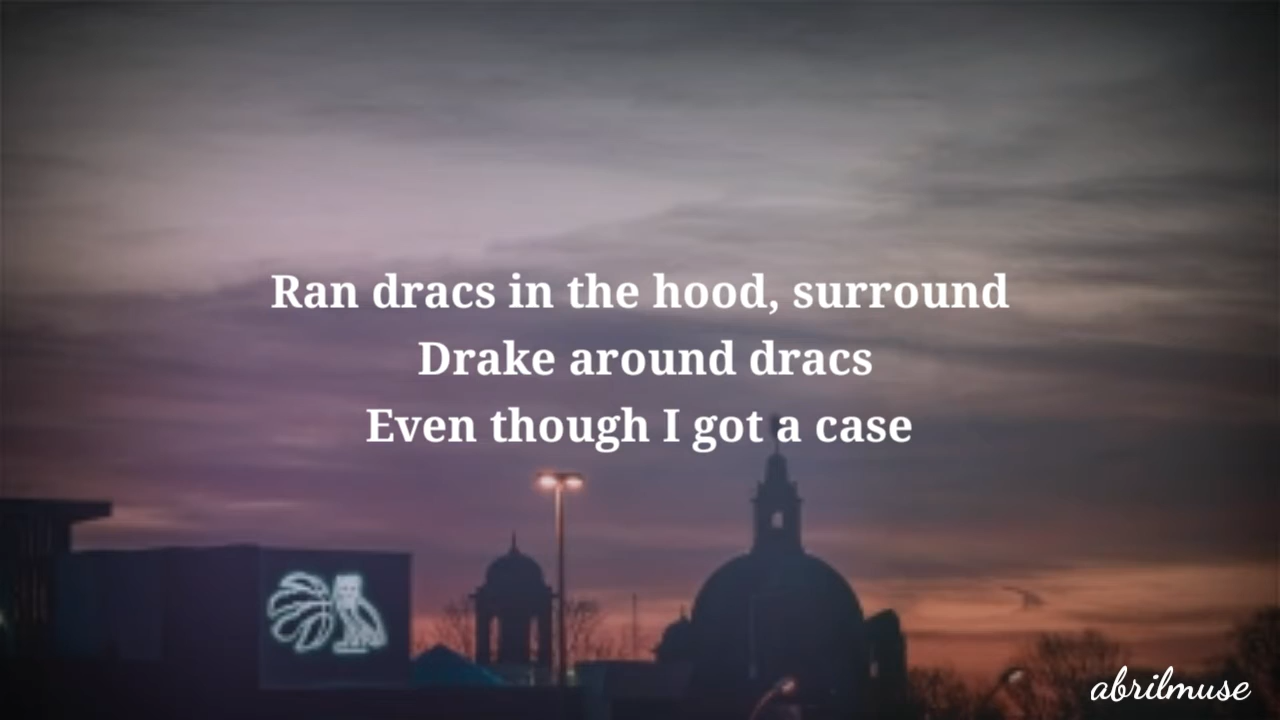 Ran dracs in the hood, surround
Drake around dracs
Even though I got a case
abrilmuse